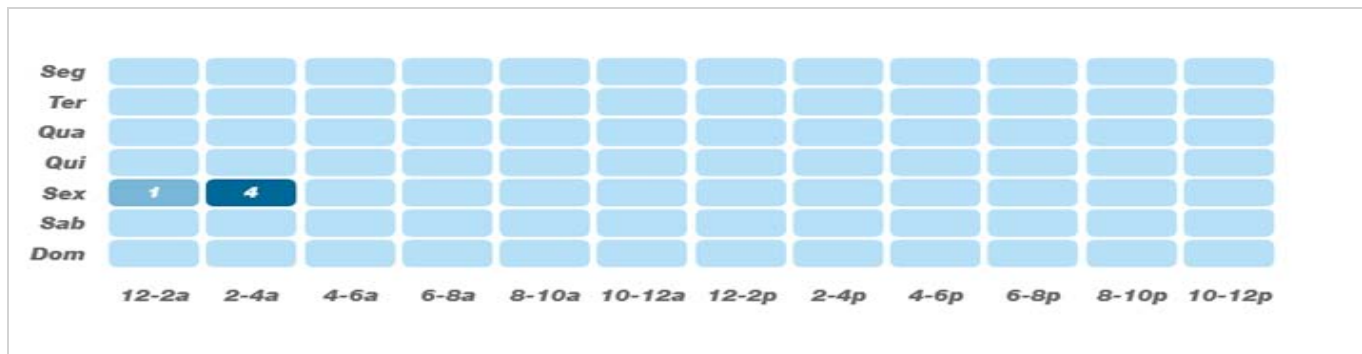 Seg
Ter
Qua
Qui
Sex 1 4
Sab
Dom
12-2a 2-4a 4-6a 6-8a 8-10a 10-12a 12-2p 2-4p 4-6p 6-8p 8-10p 10-12p